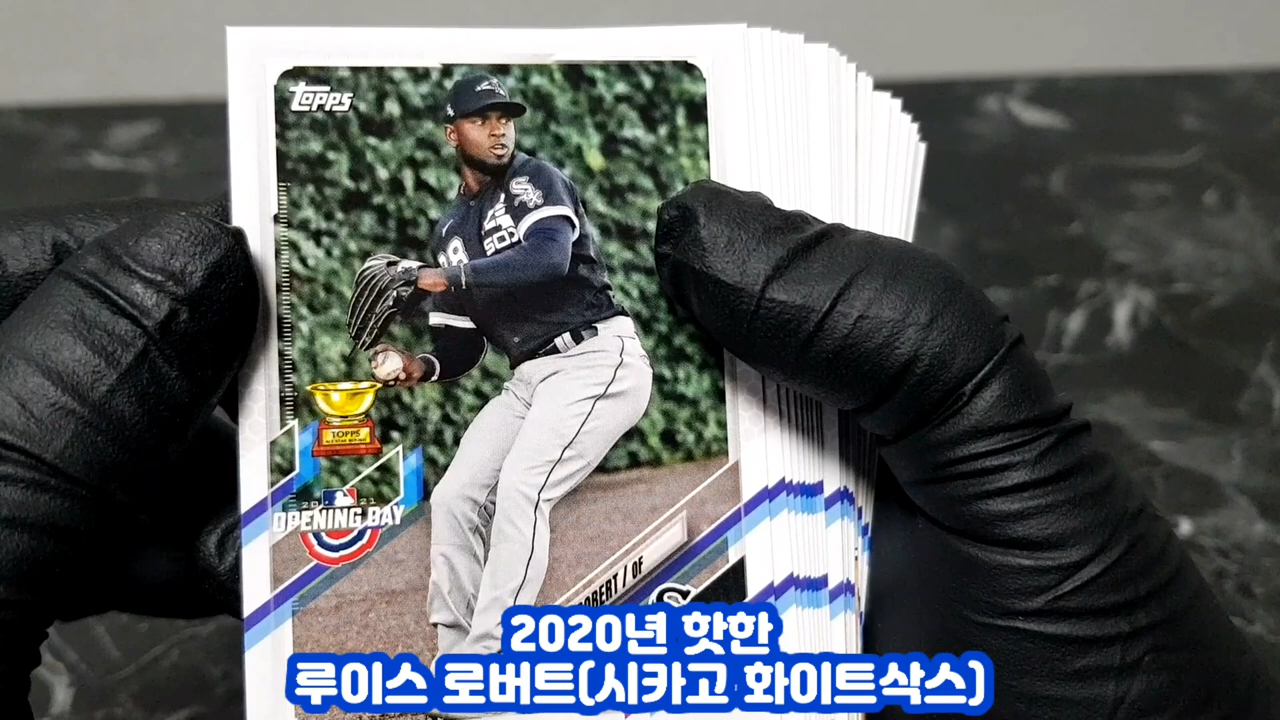 TOPPS
TOPPS
2021
OPENING DAY
ROBERT / OF
2020년 핫한
루이스 로버트(시카고 화이트삭스)